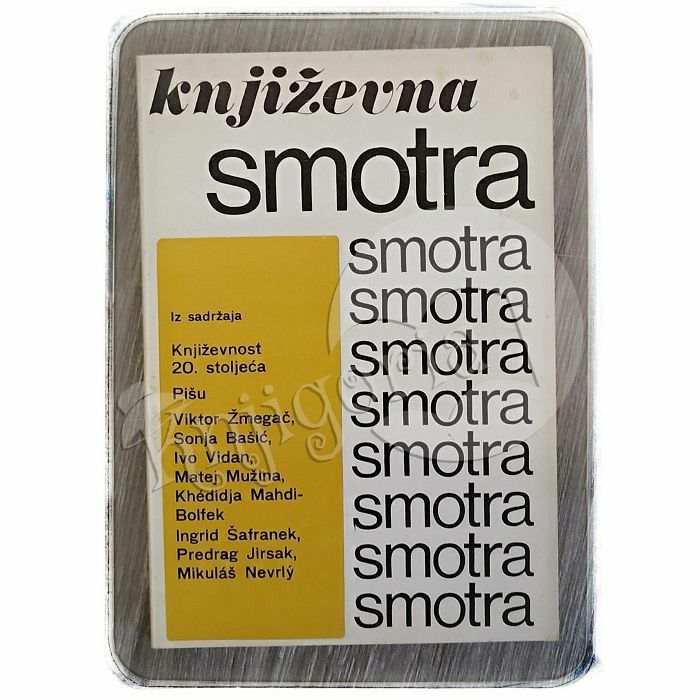 književna
smotra
smotra
smotra
smotra
smotra
smotra
smotra
smotra
smotra
Iz sadržaja
Književnost
20. stoljeća
Pišu
Viktor Žmegač,
Sonja Bašić,
Ivo Vidan,
Matej Mužina,
Khédidja Mahdi-
Bolfek
Ingrid Šafranek,
Predrag Jirsak,
Mikuláš Nevrlý
Knjigoria